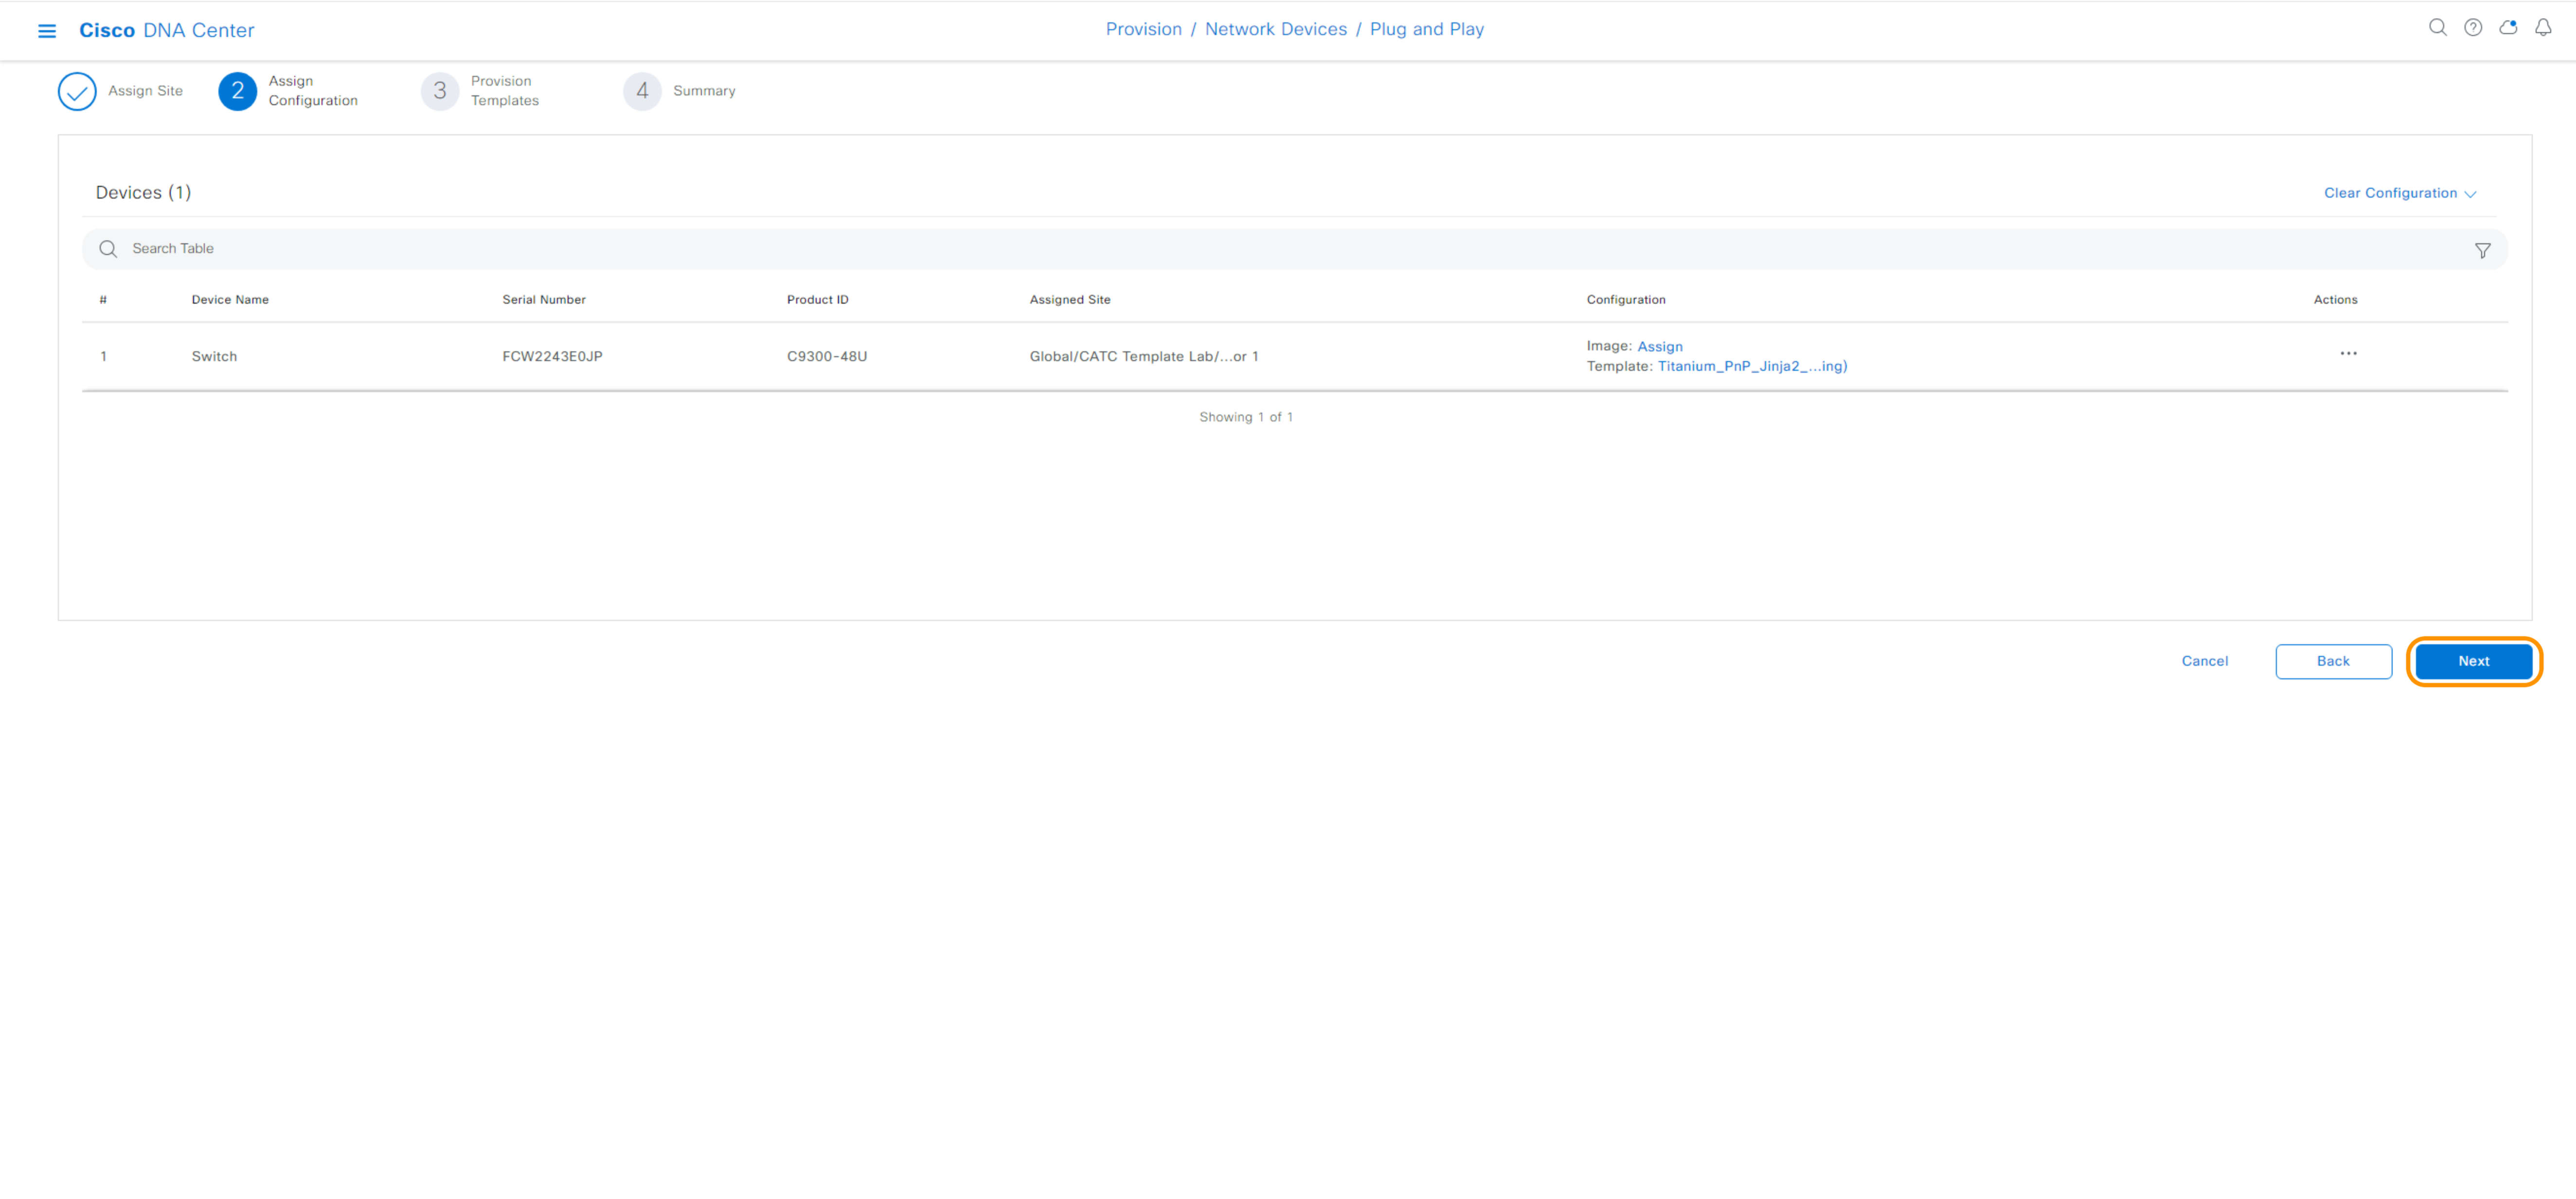 Cisco DNA Center
Provision / Network Devices / Plug and Play
Assign Site
2
Assign
Configuration
3
Provision
Templates
4
Summary
Devices (1)
Clear Configuration
Search Table
# Device Name Serial Number Product ID Assigned Site Configuration Actions
1 Switch FCW2243E0JP C9300-48U Global/CATC Template Lab/...or 1
Image: Assign
Template: Titanium_PnP_Jinja2_...ing)
Showing 1 of 1
Cancel
Back
Next